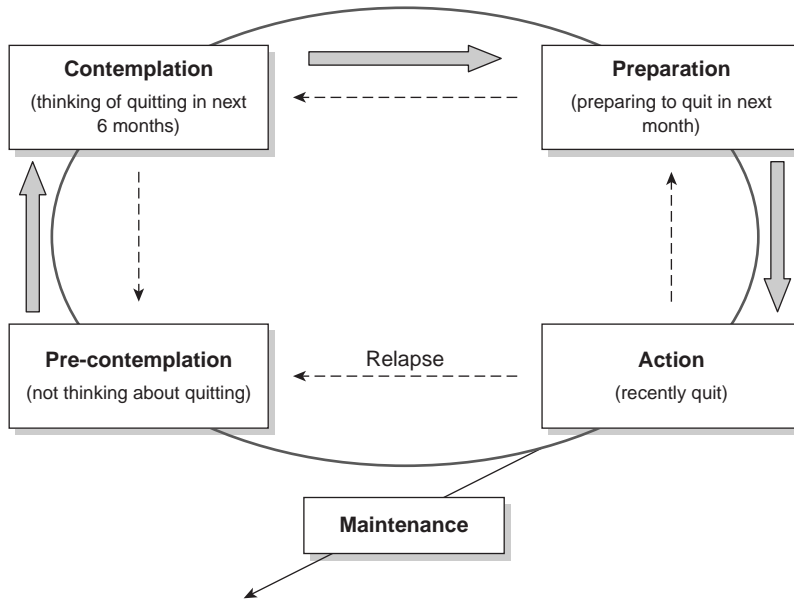 Contemplation
(thinking of quitting in next
6 months)
Preparation
(preparing to quit in next
month)
Pre-contemplation
(not thinking about quitting)
Relapse
Action
(recently quit)
Maintenance